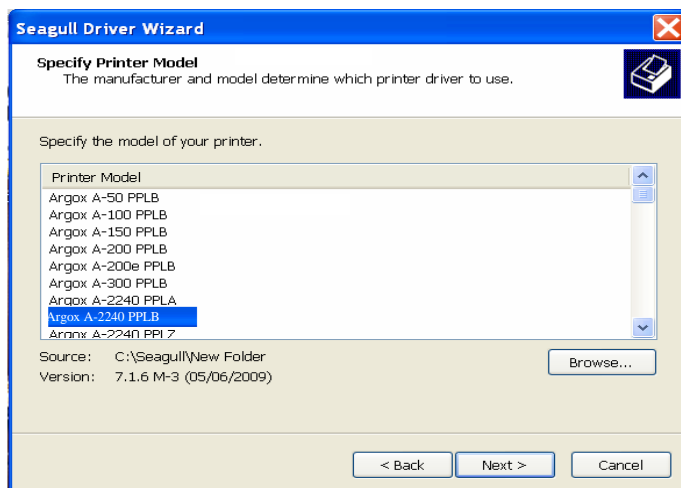 Seagull Driver Wizard
Specify Printer Model
The manufacturer and model determine which printer driver to use.
Specify the model of your printer.
Printer Model
Argox A-50 PPLB
Argox A-100 PPLB
Argox A-150 PPLB
Argox A-200 PPLB
Argox A-200e PPLB
Argox A-300 PPLB
Argox A-2240 PPLA
Argox A-2240 PPLB
Argox A-2240 PPLZ
Source: C:\Seagull\New Folder
Browse...
Version: 7.1.6 M-3 (05/06/2009)
< Back Next > Cancel